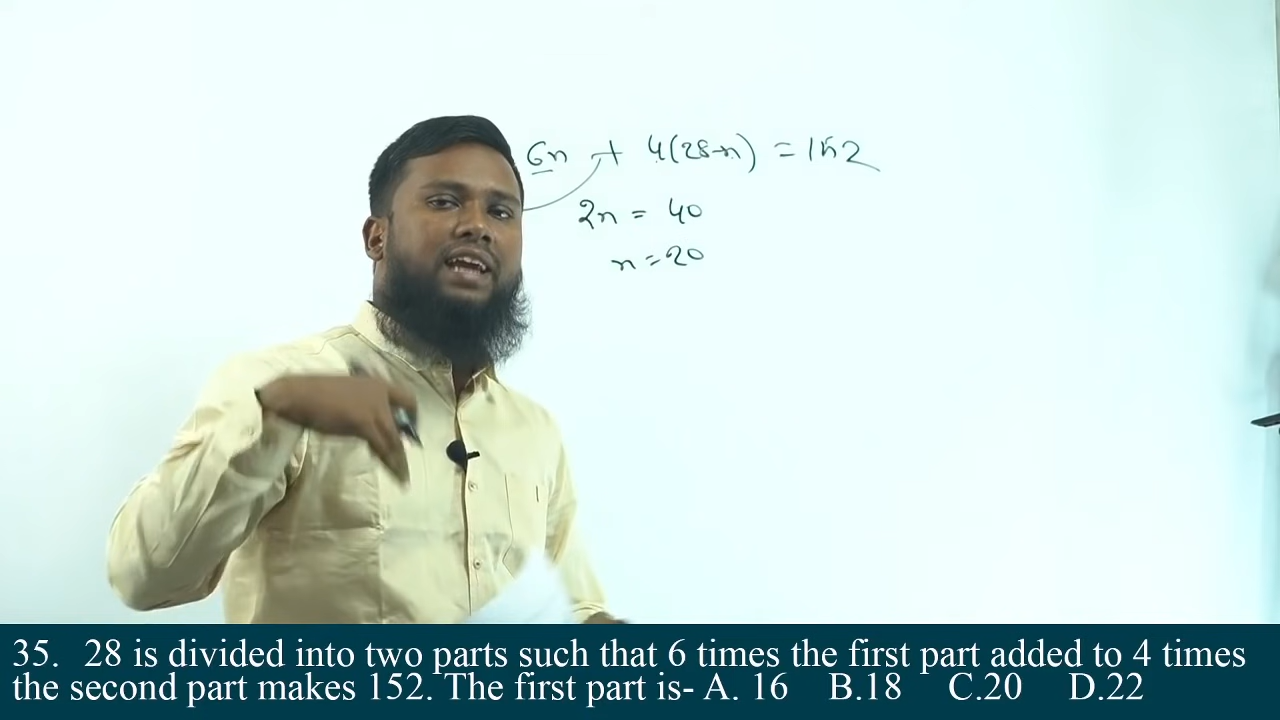 6n + 4(28-n) = 152
2n = 40
n = 20
35. 28 is divided into two parts such that 6 times the first part added to 4 times
the second part makes 152. The first part is- A. 16 B.18 C.20 D.22